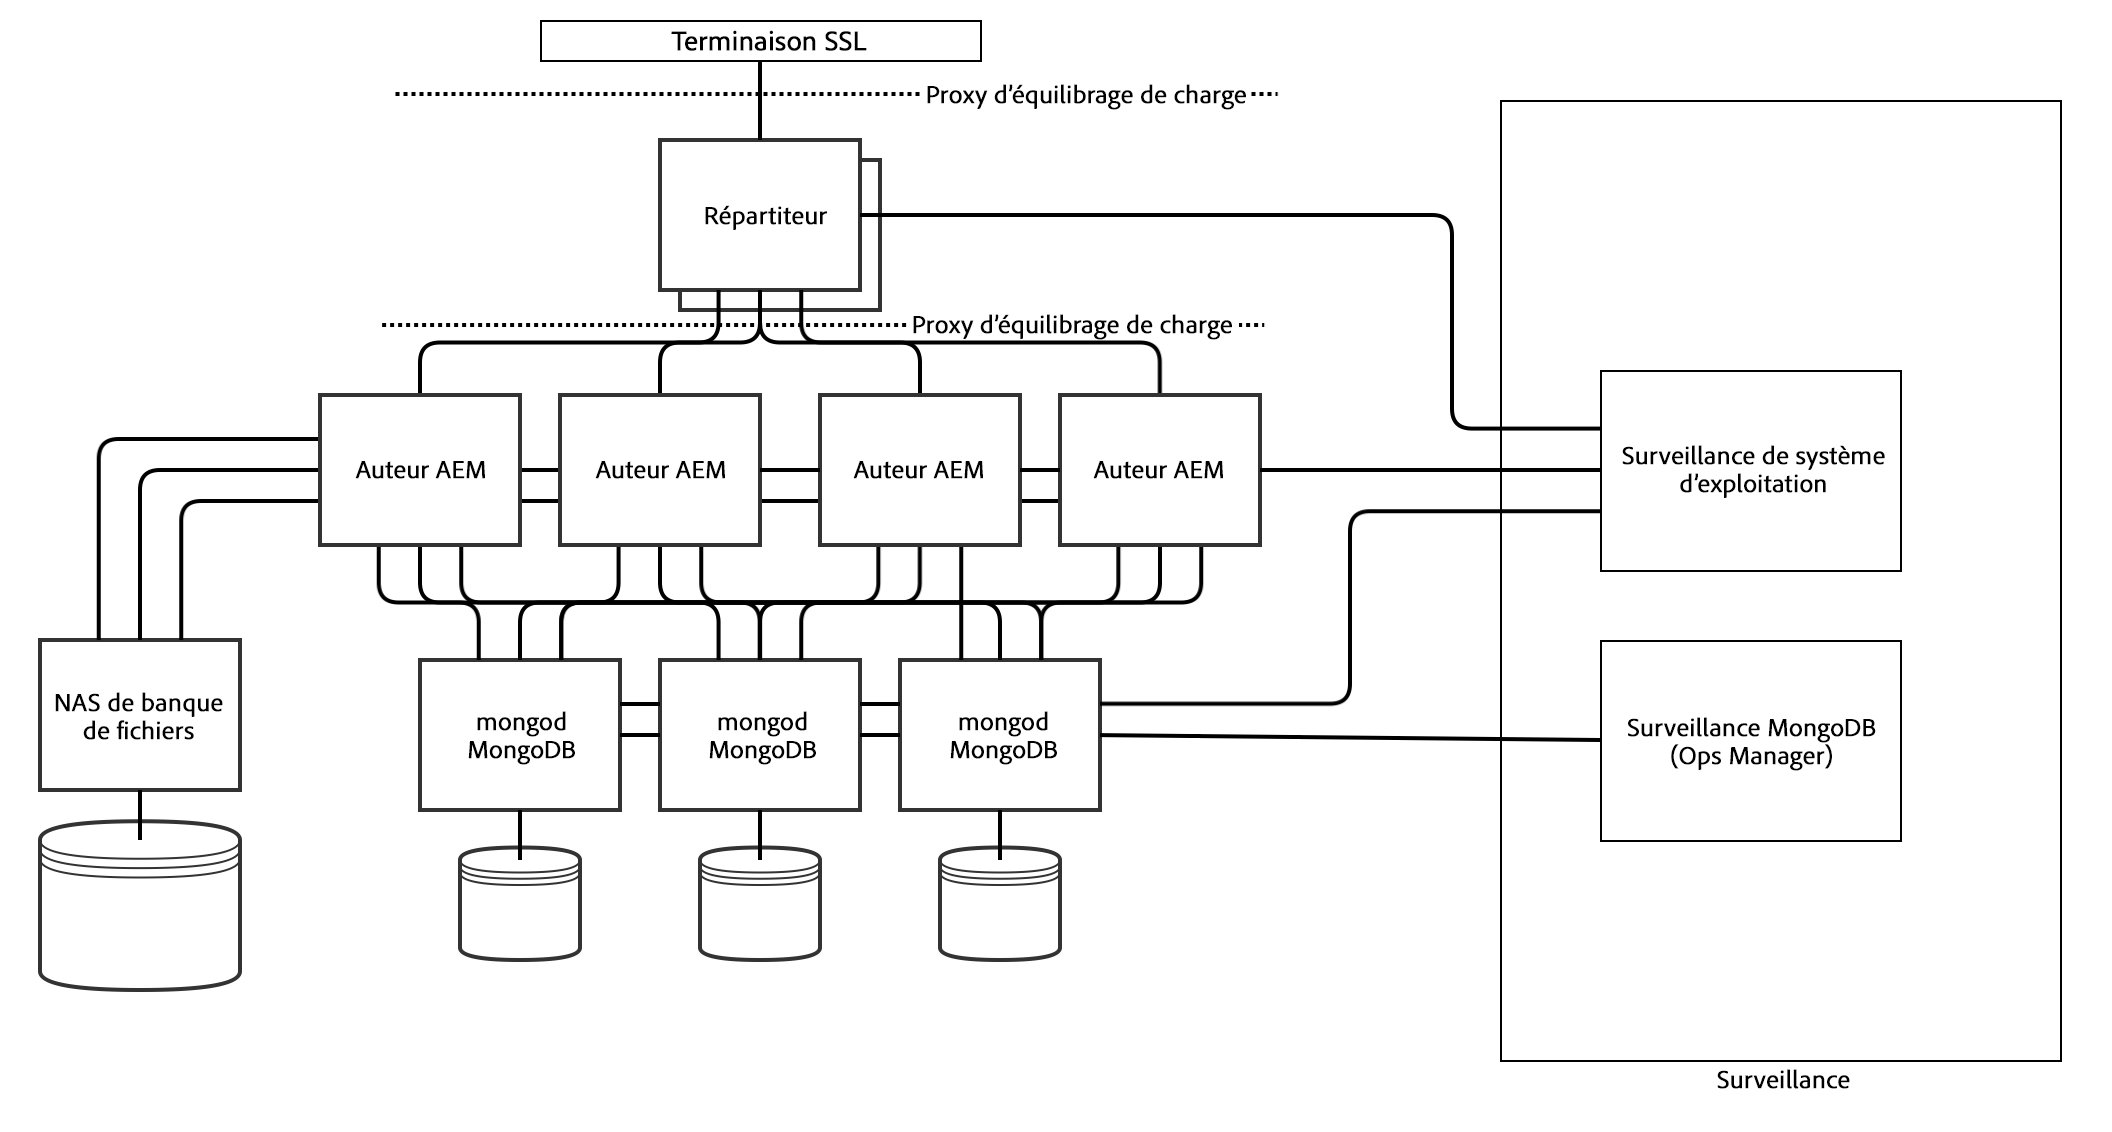 Terminaison SSL
Proxy d'équilibrage de charge
Répartiteur
Proxy d'équilibrage de charge
Auteur AEM
Auteur AEM
Auteur AEM
Auteur AEM
Surveillance de système
d'exploitation
NAS de banque
de fichiers
mongod
MongoDB
mongod
MongoDB
mongod
MongoDB
Surveillance MongoDB
(Ops Manager)
Surveillance